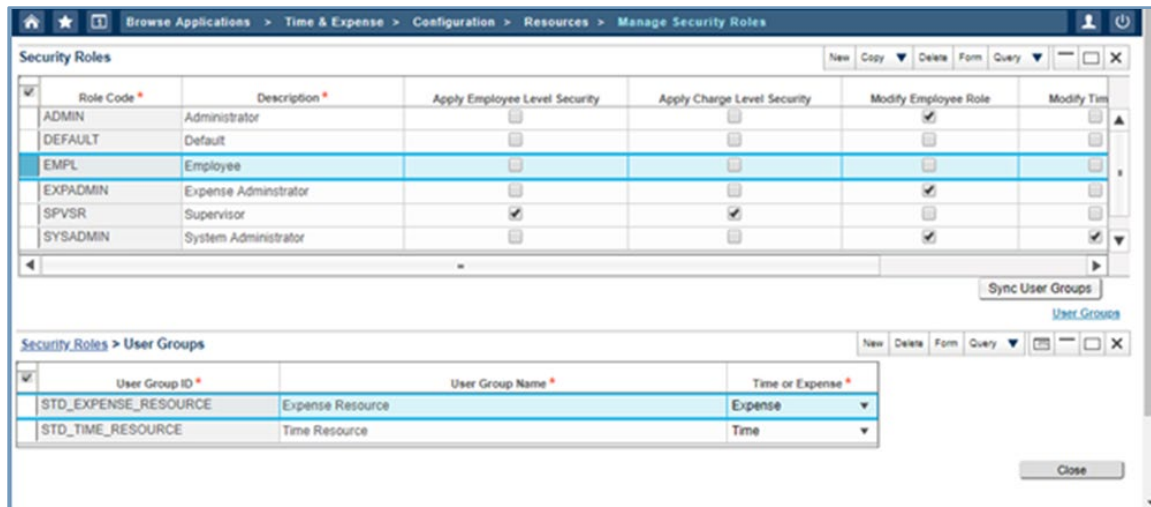 Browse Applications > Time & Expense > Configuration > Resources > Manage Security Roles
Security Roles
New Copy Delete Form Query
Role Code * Description * Apply Employee Level Security Apply Charge Level Security Modify Employee Role Modify Tim
ADMIN Administrator
DEFAULT Default
EMPL Employee
EXPADMIN Expense Adminstrator
SPVSR Supervisor
SYSADMIN System Administrator
Sync User Groups
User Groups
Security Roles > User Groups
New Delete Form Query
User Group ID * User Group Name * Time or Expense *
STD_EXPENSE_RESOURCE Expense Resource Expense
STD_TIME_RESOURCE Time Resource Time
Close